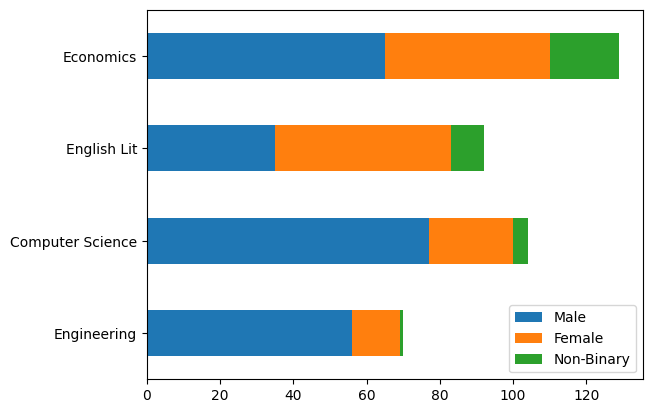 Economics
English Lit
Computer Science
Engineering
Male
Female
Non-Binary
0 20 40 60 80 100 120